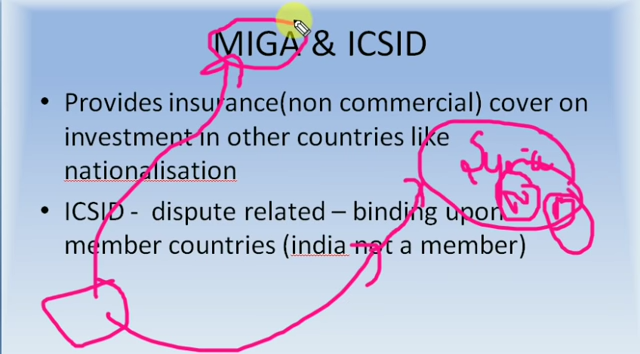 MIGA & ICSID
• Provides insurance(non commercial) cover on
investment in other countries like
nationalisation
Syria
• ICSID - dispute related – binding upon
member countries (india not a member)